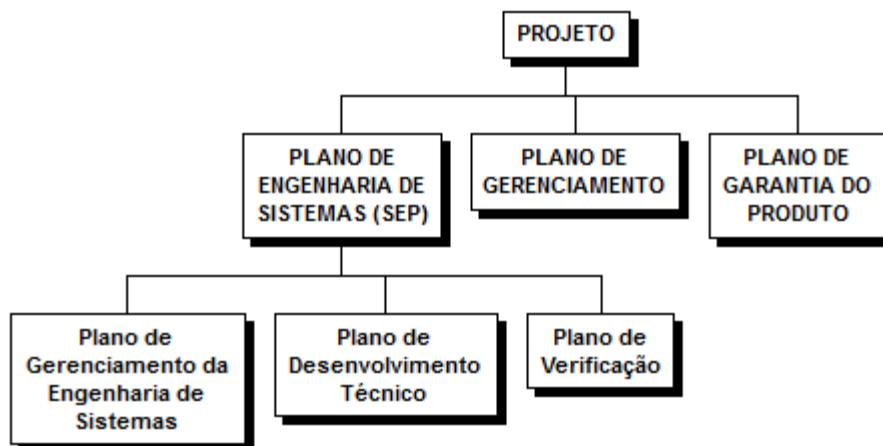 PROJETO
PLANO DE
ENGENHARIA DE
SISTEMAS (SEP)
PLANO DE
GERENCIAMENTO
PLANO DE
GARANTIA DO
PRODUTO
Plano de
Gerenciamento da
Engenharia de
Sistemas
Plano de
Desenvolvimento
Técnico
Plano de
Verificação